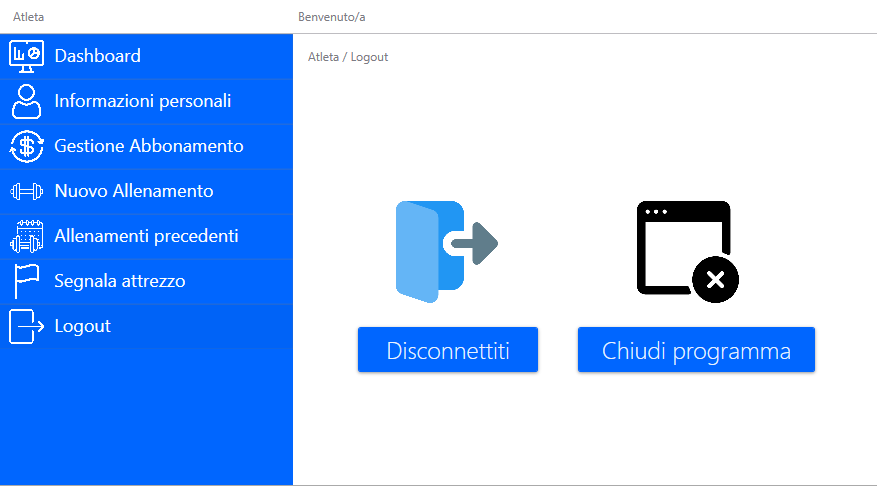 Atleta
Benvenuto/a
Dashboard
Informazioni personali
Gestione Abbonamento
Nuovo Allenamento
Allenamenti precedenti
Segnala attrezzo
Logout
Atleta / Logout
Disconnettiti
Chiudi programma